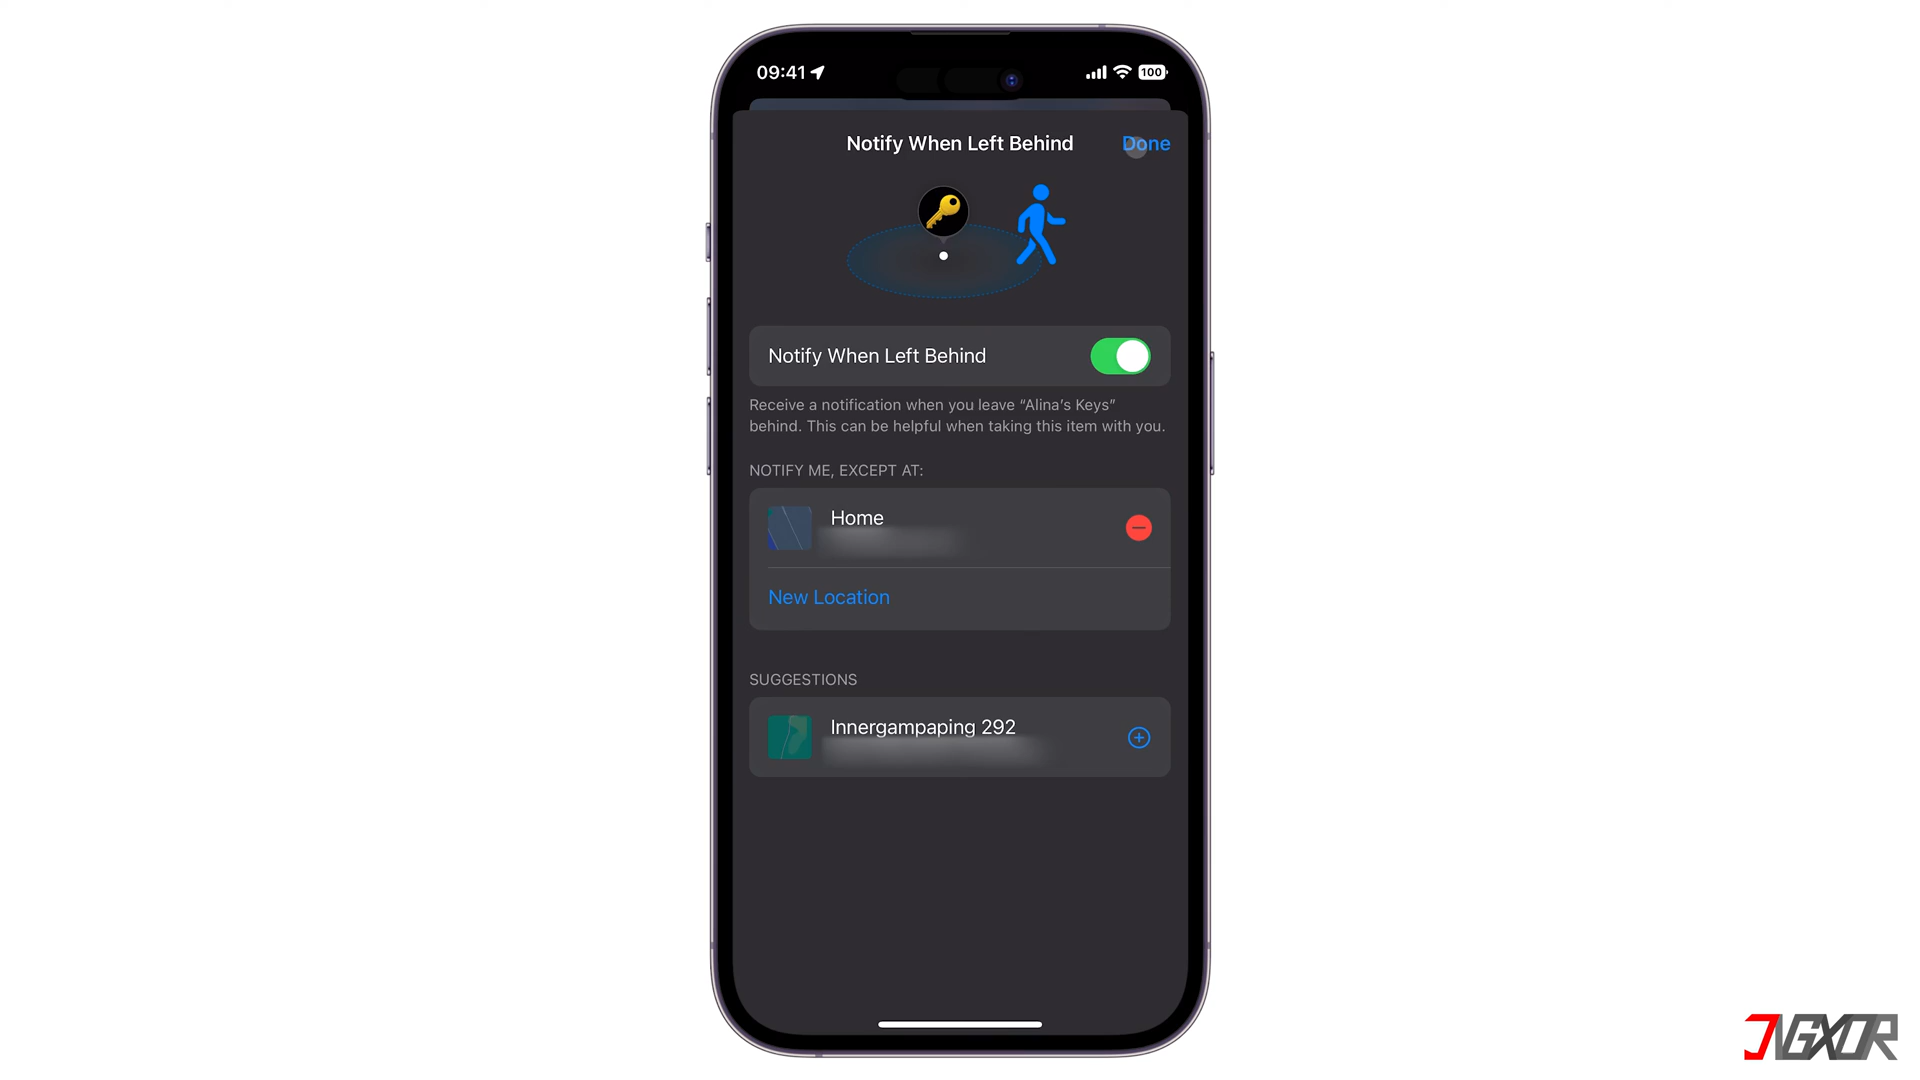 09:41
100
Notify When Left Behind
Done
Notify When Left Behind
Receive a notification when you leave “Alina’s Keys”
behind. This can be helpful when taking this item with you.
NOTIFY ME, EXCEPT AT:
Home
New Location
SUGGESTIONS
Innergampaping 292
JVGXOR